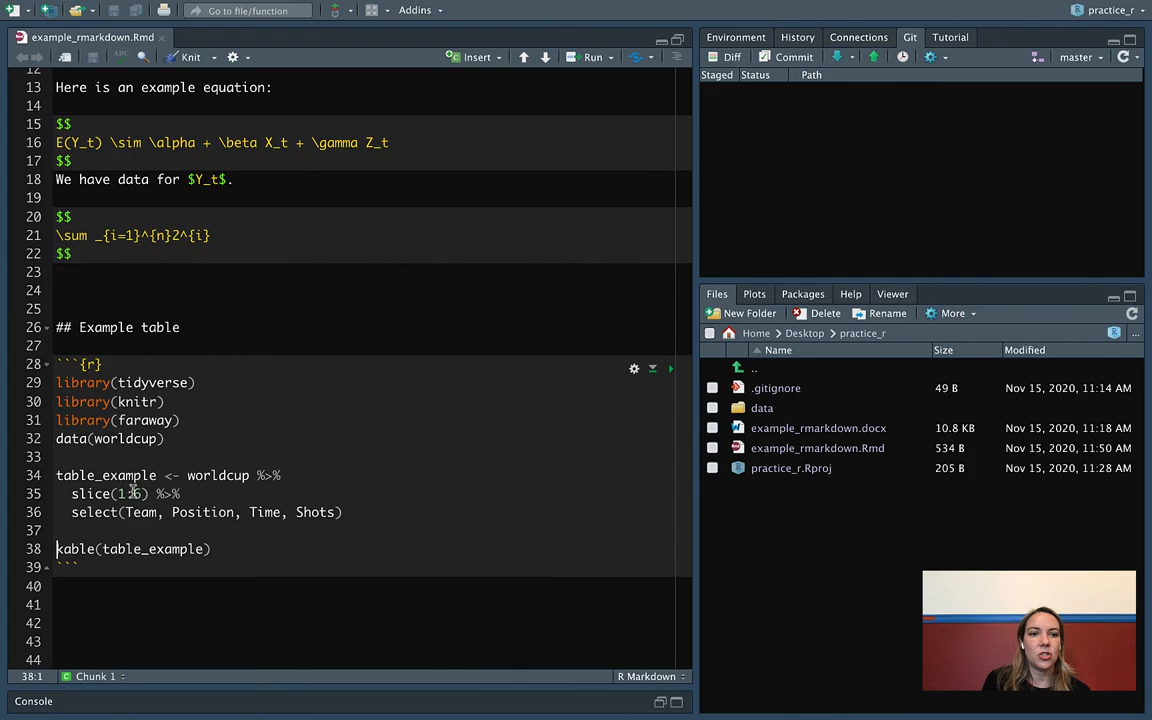 Go to file/function
Addins
practice_r
example_rmarkdown.Rmd
ABC
Knit
Insert
Run
12
13 Here is an example equation:
14
15 $$
16 E(Y_t) \sim \alpha + \beta X_t + \gamma Z_t
17 $$
18 We have data for $Y_t$.
19
20 $$
21 \sum _{i=1}^{n}2^{i}
22 $$
23
24
25
26 ## Example table
27
28 ```{r}
29 library(tidyverse)
30 library(knitr)
31 library(faraway)
32 data(worldcup)
33
34 table_example <- worldcup %>%
35 slice(1:6) %>%
36 select(Team, Position, Time, Shots)
37
38 kable(table_example)
39 ```
40
41
42
43
44
38:1 Chunk 1 R Markdown
Console
Environment History Connections Git Tutorial
Diff Commit master
Staged Status Path
Files Plots Packages Help Viewer
New Folder Delete Rename More
Home Desktop practice_r ...
Name Size Modified
..
.gitignore 49 B Nov 15, 2020, 11:14 AM
data
example_rmarkdown.docx 10.8 KB Nov 15, 2020, 11:18 AM
example_rmarkdown.Rmd 534 B Nov 15, 2020, 11:50 AM
practice_r.Rproj 205 B Nov 15, 2020, 11:28 AM